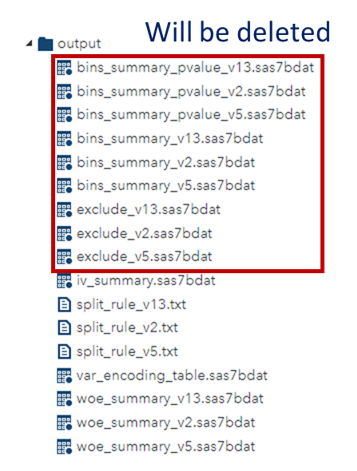 Will be deleted
output
bins_summary_pvalue_v13.sas7bdat
bins_summary_pvalue_v2.sas7bdat
bins_summary_pvalue_v5.sas7bdat
bins_summary_v13.sas7bdat
bins_summary_v2.sas7bdat
bins_summary_v5.sas7bdat
exclude_v13.sas7bdat
exclude_v2.sas7bdat
exclude_v5.sas7bdat
iv_summary.sas7bdat
split_rule_v13.txt
split_rule_v2.txt
split_rule_v5.txt
var_encoding_table.sas7bdat
woe_summary_v13.sas7bdat
woe_summary_v2.sas7bdat
woe_summary_v5.sas7bdat